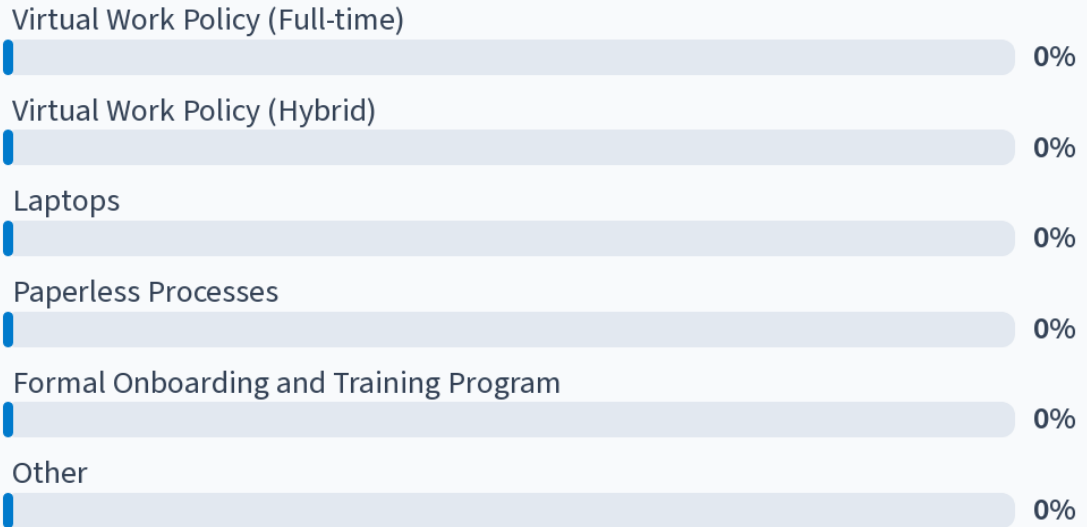 Virtual Work Policy (Full-time)
0%
Virtual Work Policy (Hybrid)
0%
Laptops
0%
Paperless Processes
0%
Formal Onboarding and Training Program
0%
Other
0%